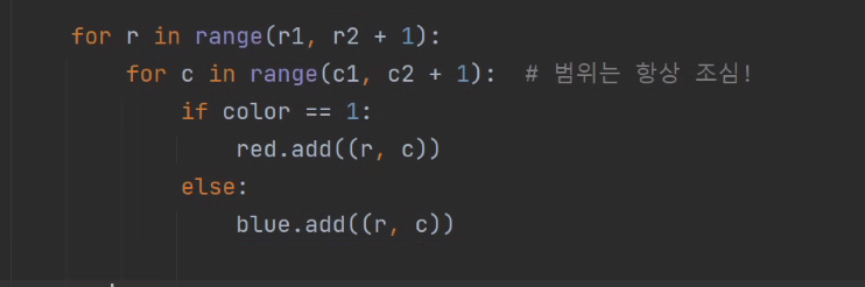 for r in range(r1, r2 + 1):
for c in range(c1, c2 + 1):  # 범위는 항상 조심!
if color == 1:
red.add((r, c))
else:
blue.add((r, c))